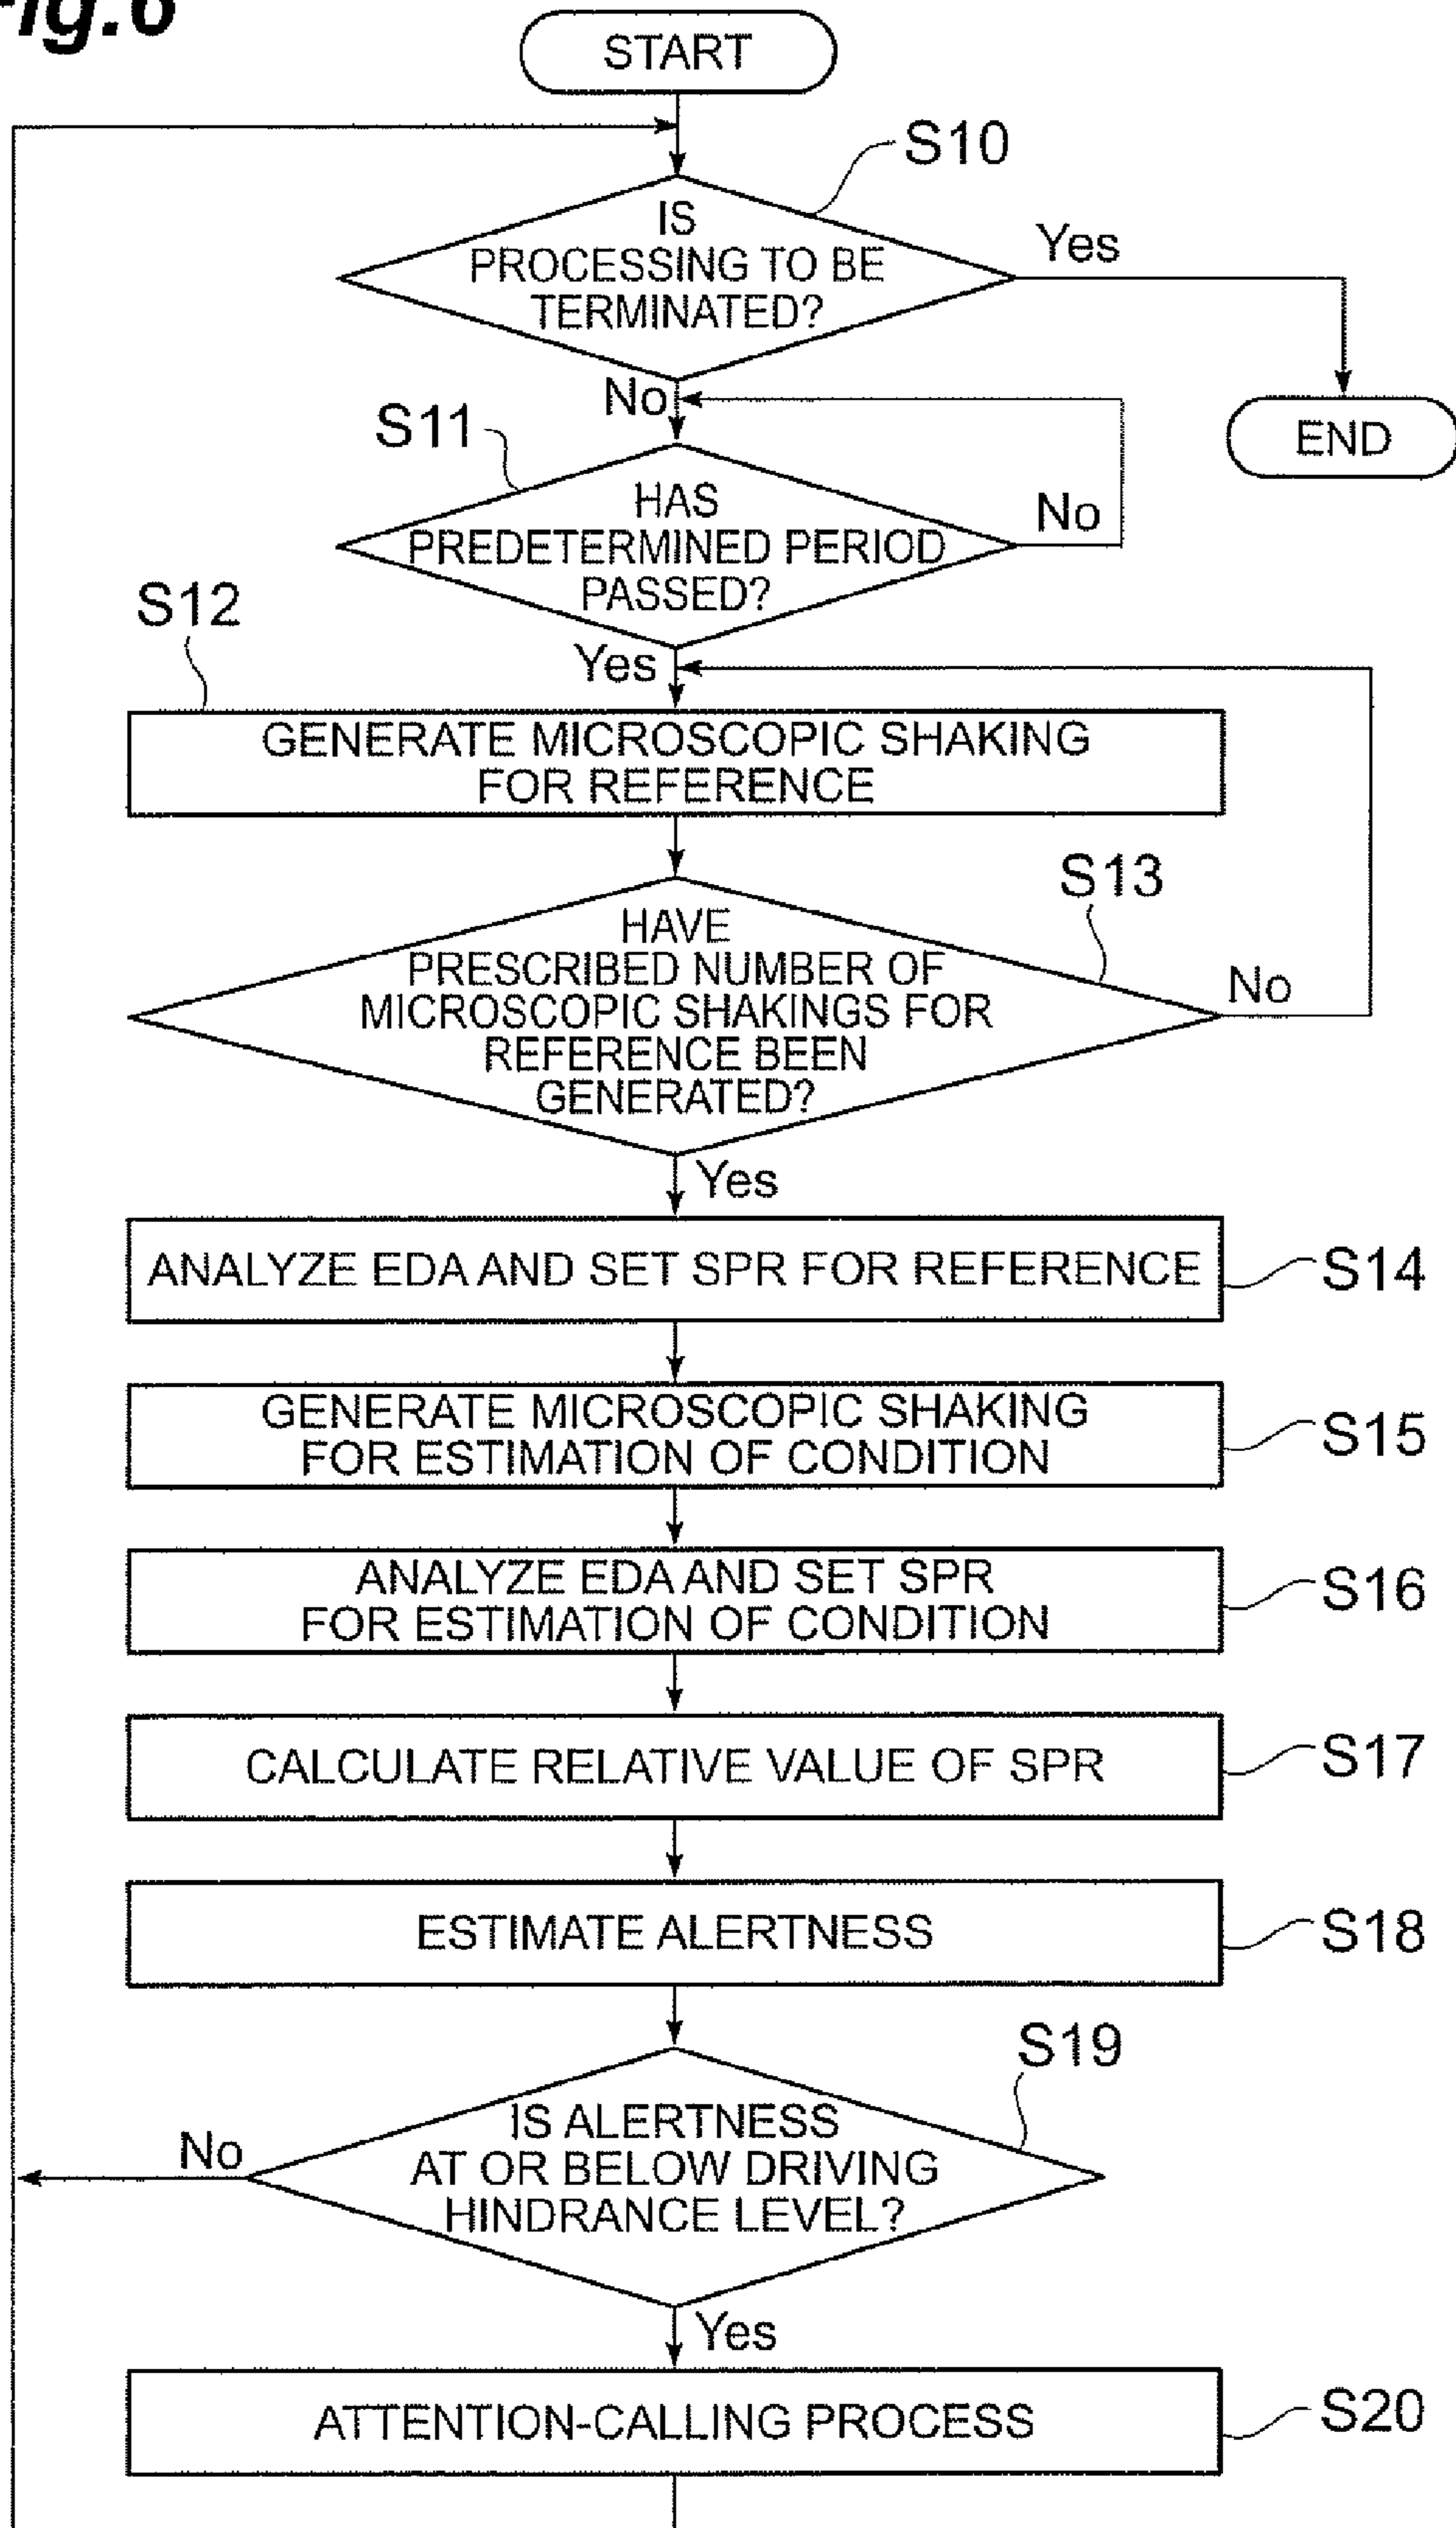 Fig.6
START
S10
IS
PROCESSING TO BE
TERMINATED?
Yes
END
No
S11
HAS
PREDETERMINED PERIOD
PASSED?
No
Yes
S12
GENERATE MICROSCOPIC SHAKING
FOR REFERENCE
S13
HAVE
PRESCRIBED NUMBER OF
MICROSCOPIC SHAKINGS FOR
REFERENCE BEEN
GENERATED?
No
Yes
ANALYZE EDA AND SET SPR FOR REFERENCE
S14
GENERATE MICROSCOPIC SHAKING
FOR ESTIMATION OF CONDITION
S15
ANALYZE EDA AND SET SPR
FOR ESTIMATION OF CONDITION
S16
CALCULATE RELATIVE VALUE OF SPR
S17
ESTIMATE ALERTNESS
S18
S19
IS ALERTNESS
AT OR BELOW DRIVING
HINDRANCE LEVEL?
No
Yes
ATTENTION-CALLING PROCESS
S20